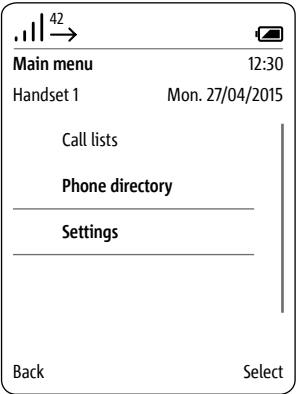 42
Main menu 12:30
Handset 1 Mon. 27/04/2015
Call lists
Phone directory
Settings
Back Select